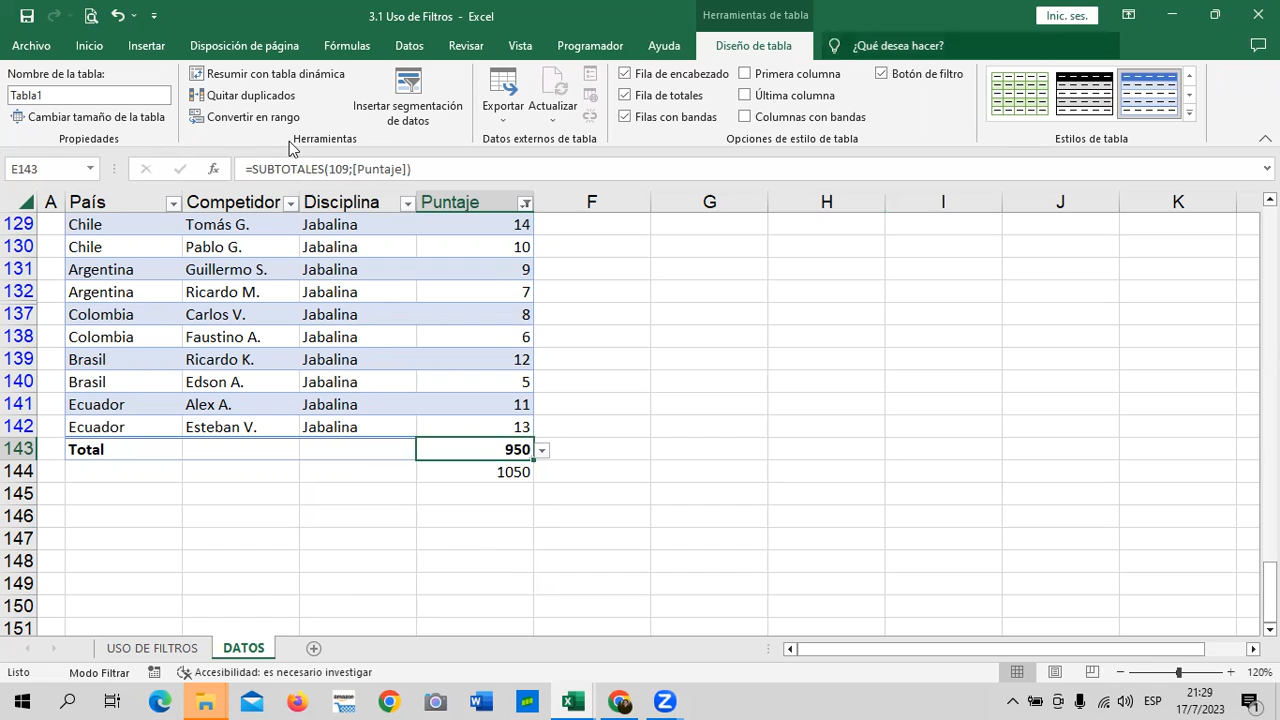 3.1 Uso de Filtros - Excel
Herramientas de tabla
Inic. ses.
Archivo Inicio Insertar Disposición de página Fórmulas Datos Revisar Vista Programador Ayuda Diseño de tabla ¿Qué desea hacer?
Nombre de la tabla:
Tabla1
Cambiar tamaño de la tabla
Propiedades
Resumir con tabla dinámica
Quitar duplicados
Convertir en rango
Insertar segmentación
de datos
Herramientas
Exportar Actualizar
Datos externos de tabla
Fila de encabezado Primera columna Botón de filtro
Fila de totales Última columna
Filas con bandas Columnas con bandas
Opciones de estilo de tabla
Estilos de tabla
E143 fx =SUBTOTALES(109;[Puntaje])
A País Competidor Disciplina Puntaje F G H I J K
129 Chile Tomás G. Jabalina 14
130 Chile Pablo G. Jabalina 10
131 Argentina Guillermo S. Jabalina 9
132 Argentina Ricardo M. Jabalina 7
137 Colombia Carlos V. Jabalina 8
138 Colombia Faustino A. Jabalina 6
139 Brasil Ricardo K. Jabalina 12
140 Brasil Edson A. Jabalina 5
141 Ecuador Alex A. Jabalina 11
142 Ecuador Esteban V. Jabalina 13
143 Total 950
144 1050
145
146
147
148
149
150
151
USO DE FILTROS DATOS
Listo Modo Filtrar Accesibilidad: es necesario investigar 120%
ESP 21:29
17/7/2023